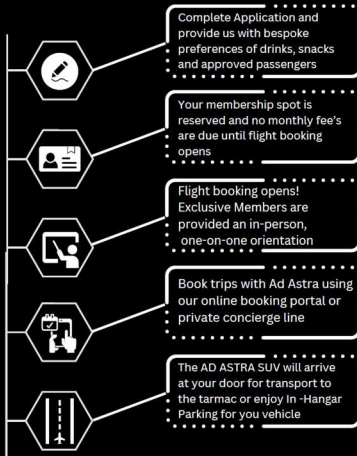 Complete Application and
provide us with bespoke
preferences of drinks, snacks
and approved passengers
Your membership spot is
reserved and no monthly fee's
are due until flight booking
opens
Flight booking opens!
Exclusive Members are
provided an in-person,
one-on-one orientation
Book trips with Ad Astra using
our online booking portal or
private concierge line
The AD ASTRA SUV will arrive
at your door for transport to
the tarmac or enjoy In -Hangar
Parking for you vehicle